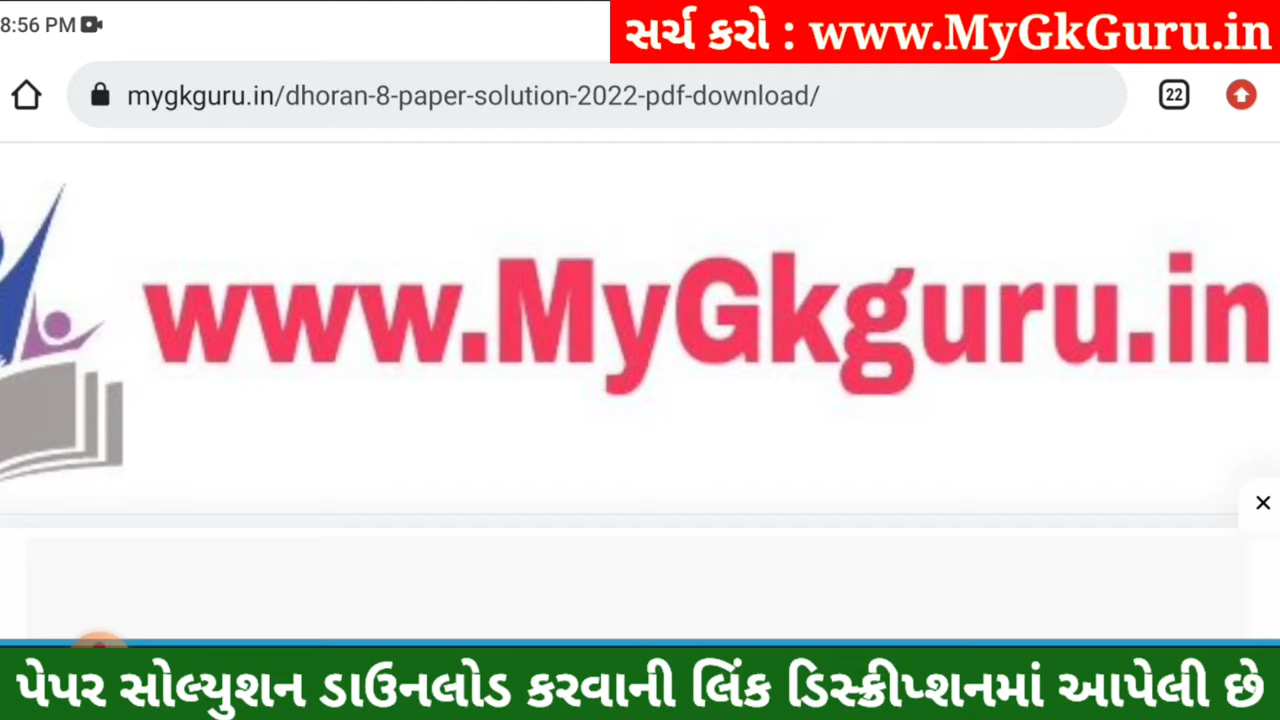 8:56 PM
સર્ચ કરો : www.MyGkGuru.in
mygkguru.in/dhoran-8-paper-solution-2022-pdf-download/
22
www.MyGkguru.in
પેપર સોલ્યુશન ડાઉનલોડ કરવાની લિંક ડિસ્ક્રીપ્શનમાં આપેલી છે